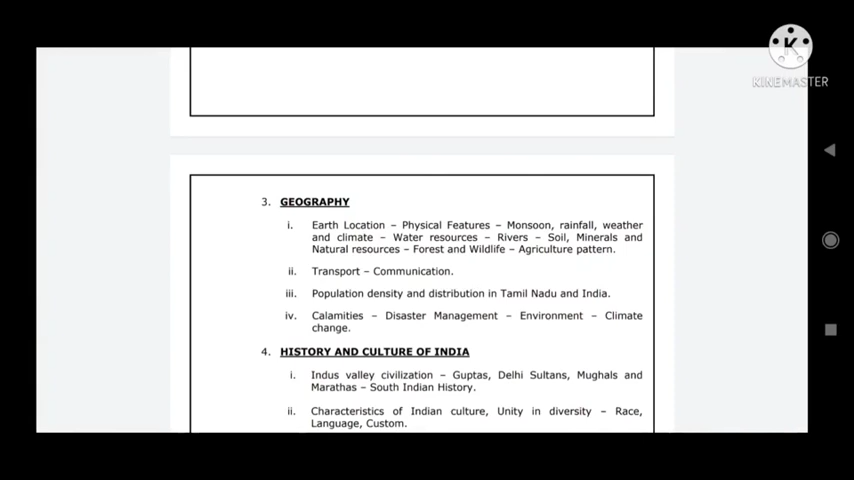 KINEMASTER
3. GEOGRAPHY
i. Earth Location – Physical Features – Monsoon, rainfall, weather
and climate – Water resources – Rivers – Soil, Minerals and
Natural resources – Forest and Wildlife – Agriculture pattern.
ii. Transport – Communication.
iii. Population density and distribution in Tamil Nadu and India.
iv. Calamities – Disaster Management – Environment – Climate
change.
4. HISTORY AND CULTURE OF INDIA
i. Indus valley civilization – Guptas, Delhi Sultans, Mughals and
Marathas – South Indian History.
ii. Characteristics of Indian culture, Unity in diversity – Race,
Language, Custom.